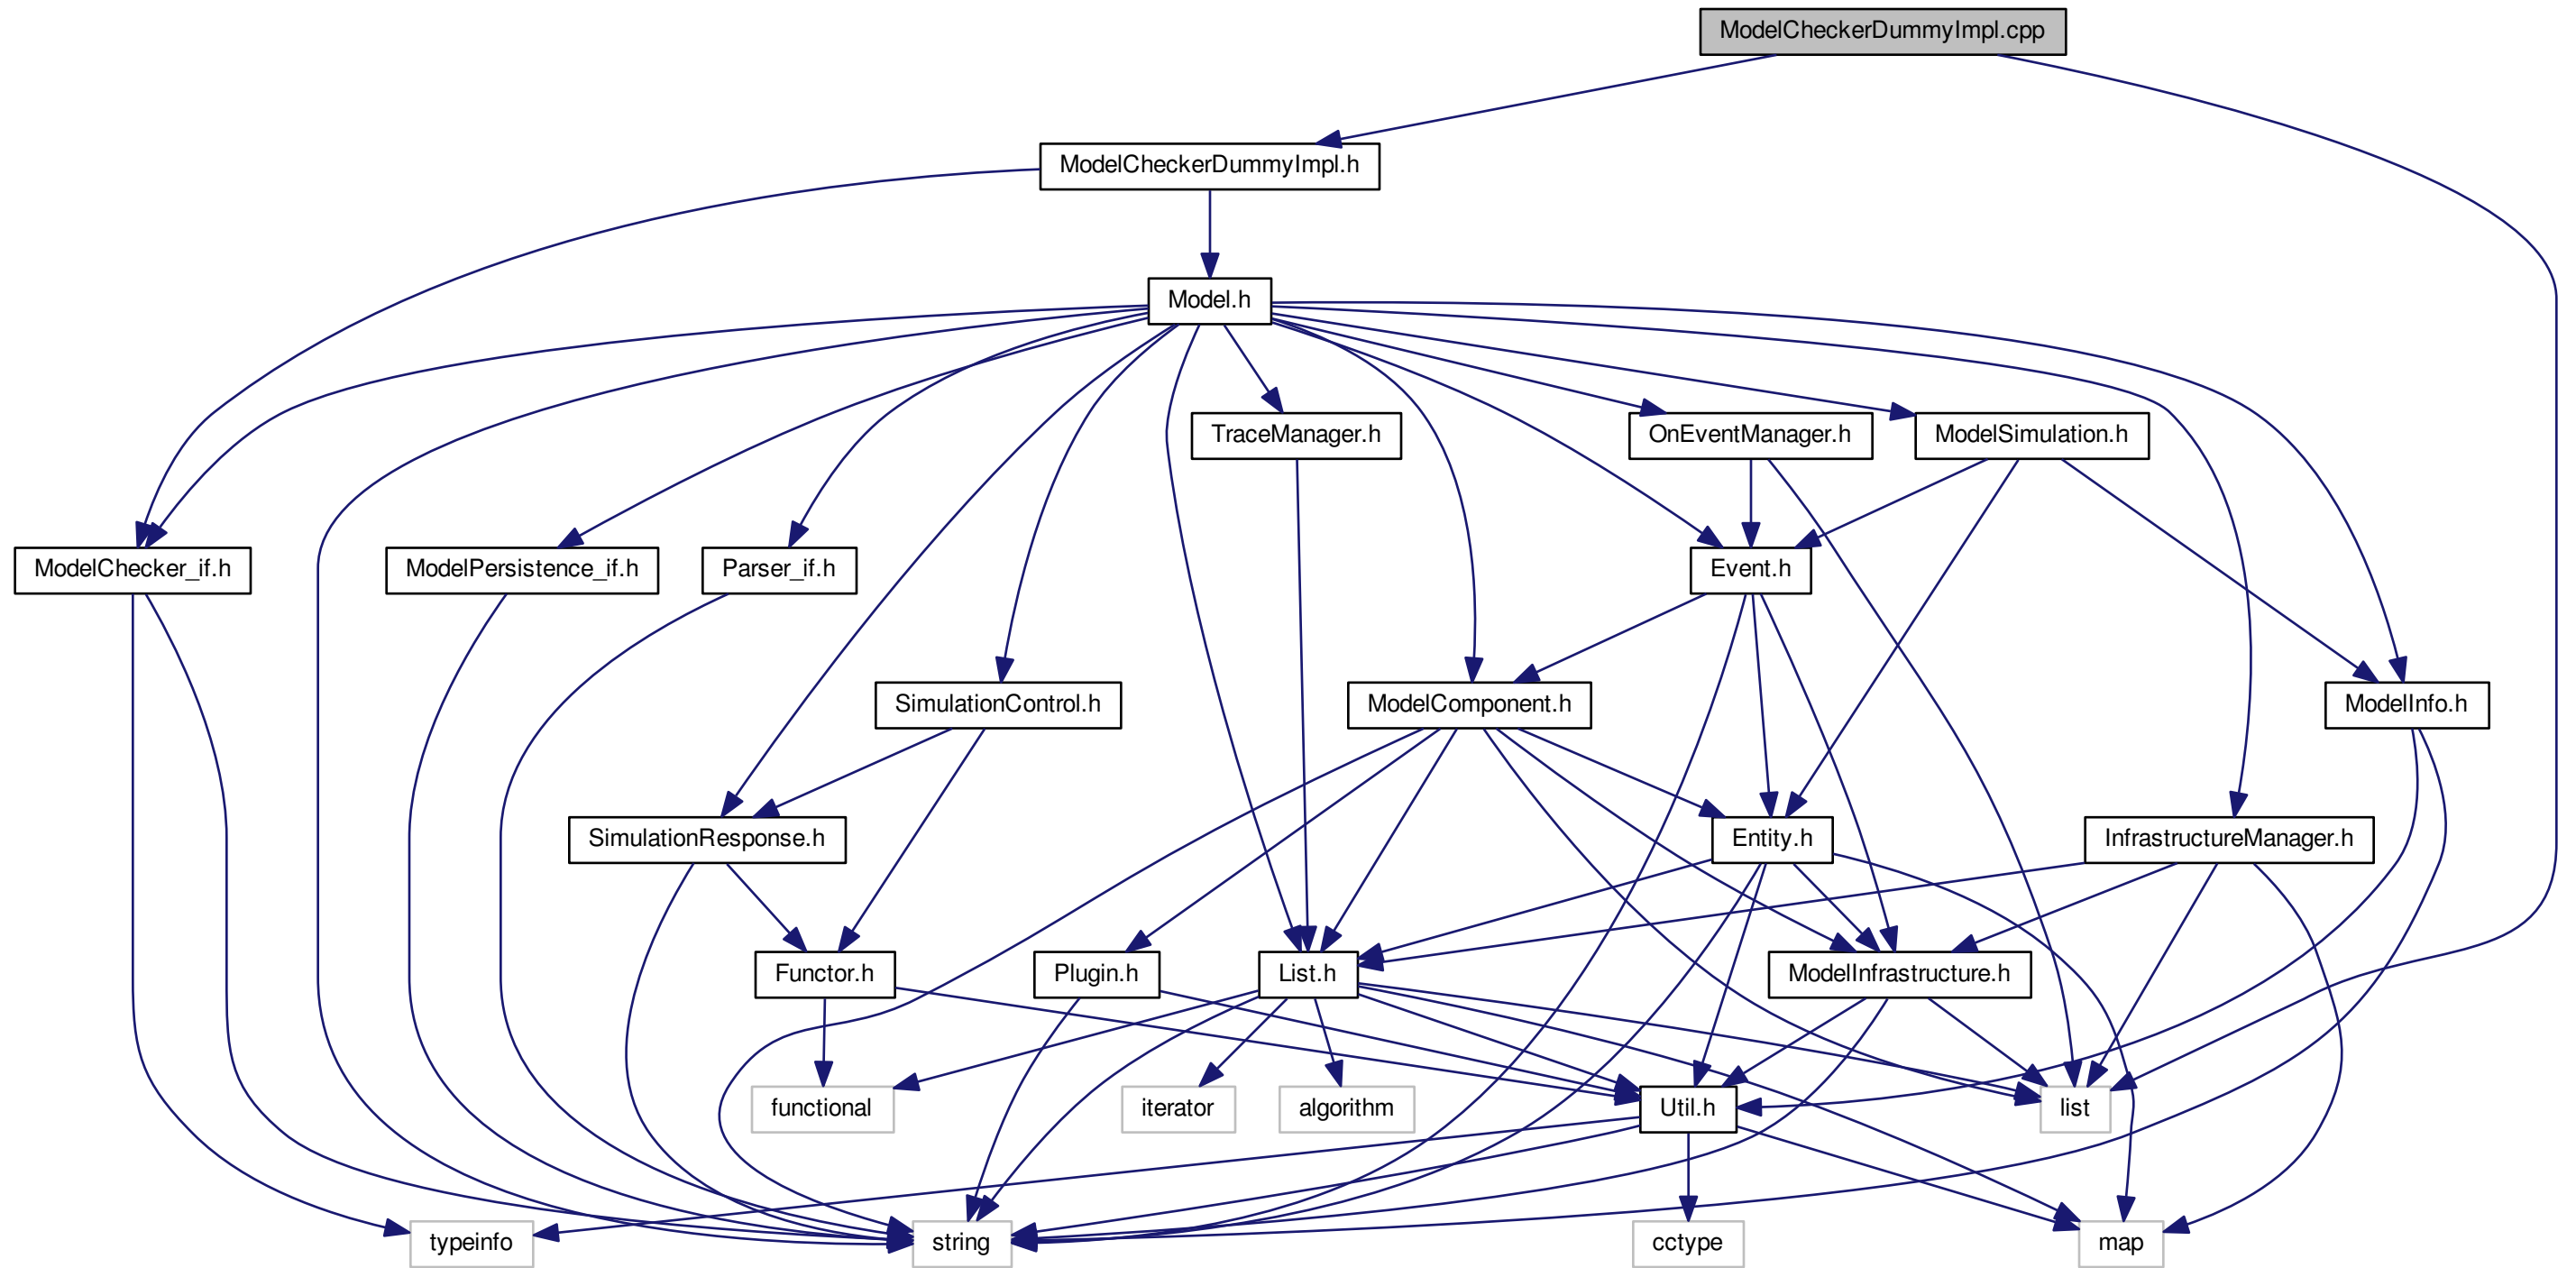 ModelCheckerDummyImpl.cpp
ModelCheckerDummyImpl.h
Model.h
TraceManager.h
OnEventManager.h
ModelSimulation.h
ModelChecker_if.h
ModelPersistence_if.h
Parser_if.h
Event.h
SimulationControl.h
ModelComponent.h
ModelInfo.h
SimulationResponse.h
Entity.h
InfrastructureManager.h
Functor.h
Plugin.h
List.h
ModelInfrastructure.h
functional
iterator
algorithm
Util.h
list
typeinfo
string
cctype
map